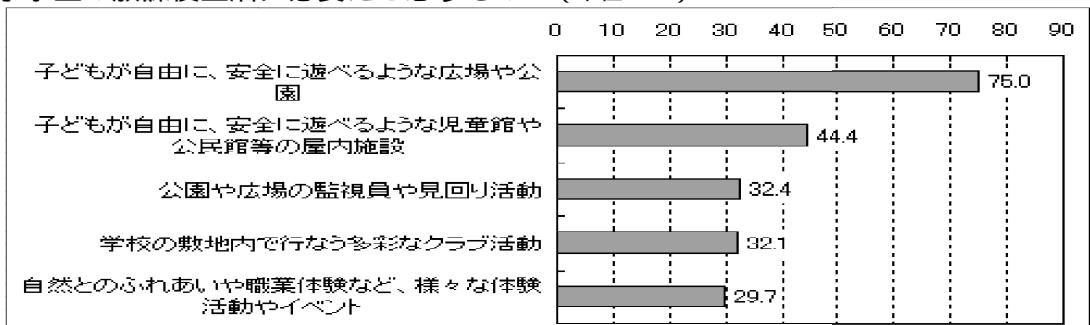 0 10 20 30 40 50 60 70 80 90
子どもが自由に、安全に遊べるような広場や公
園
75.0
子どもが自由に、安全に遊べるような児童館や
公民館等の屋内施設
44.4
公園や広場の監視員や見回り活動
32.4
学校の敷地内で行なう多彩なクラブ活動
32.1
自然とのふれあいや職業体験など、様々な体験
活動やイベント
29.7